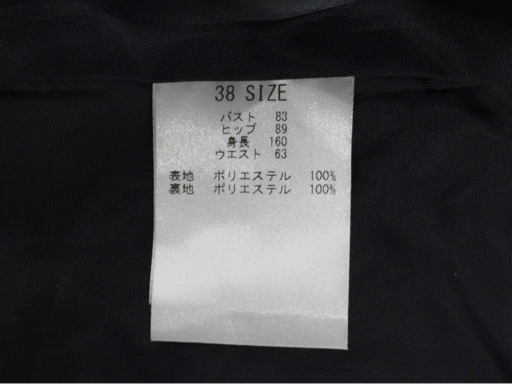 38 SIZE
バスト 83
ヒップ 89
身長 160
ウエスト 63
表地 ポリエステル 100%
裏地 ポリエステル 100%